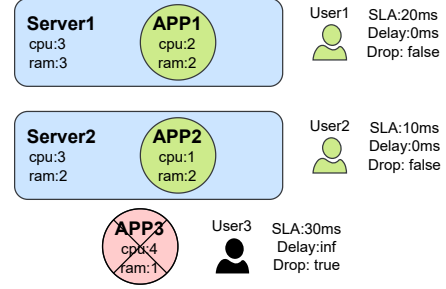 Server1
cpu:3
ram:3
APP1
cpu:2
ram:2
User1
SLA:20ms
Delay:0ms
Drop: false
Server2
cpu:3
ram:2
APP2
cpu:1
ram:2
User2
SLA:10ms
Delay:0ms
Drop: false
APP3
cpu:4
ram:1
User3
SLA:30ms
Delay:inf
Drop: true